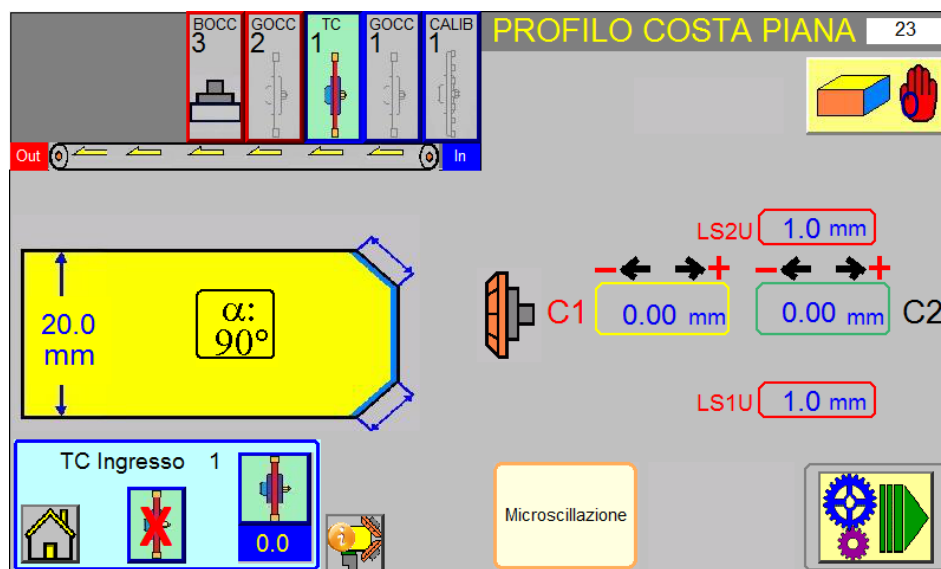 BOCC GOCC TC GOCC CALIB
3 2 1 1 1
PROFILO COSTA PIANA 23
Out In
LS2U 1.0 mm
− +  − +
20.0
mm
α:
90°
C1 0.00 mm 0.00 mm C2
LS1U 1.0 mm
TC Ingresso 1
0.0
Microscillazione